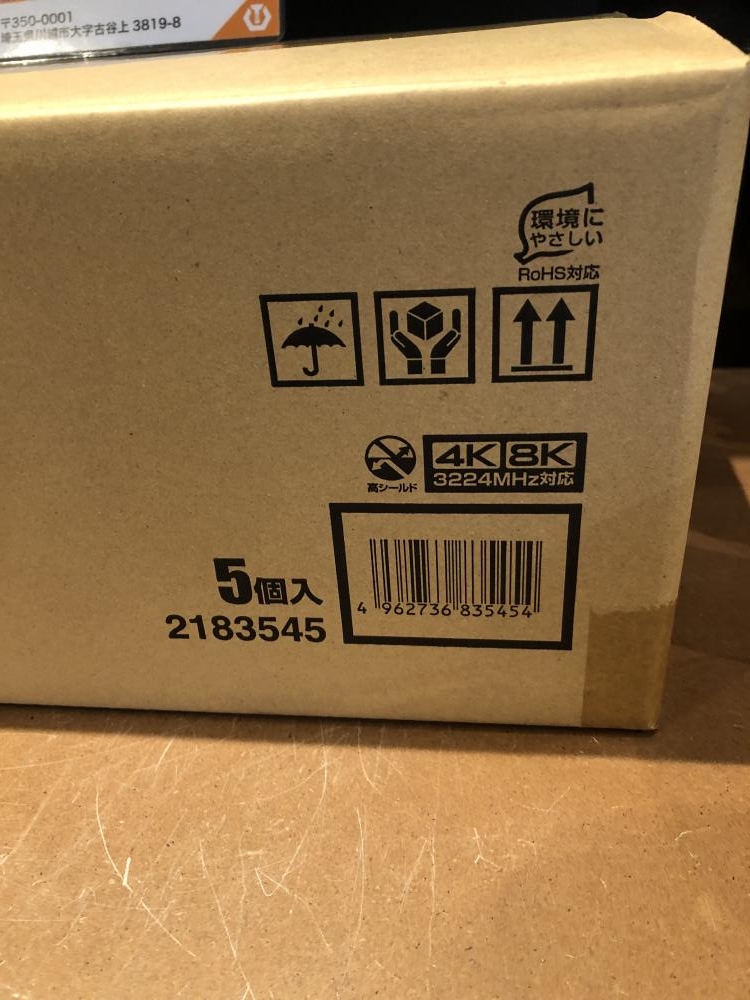 〒350-0001
埼玉県川越市大字古谷上 3819-8
環境に
やさしい
RoHS対応
高シールド
4K 8K
3224MHz対応
5個入
2183545
4 962736 835454